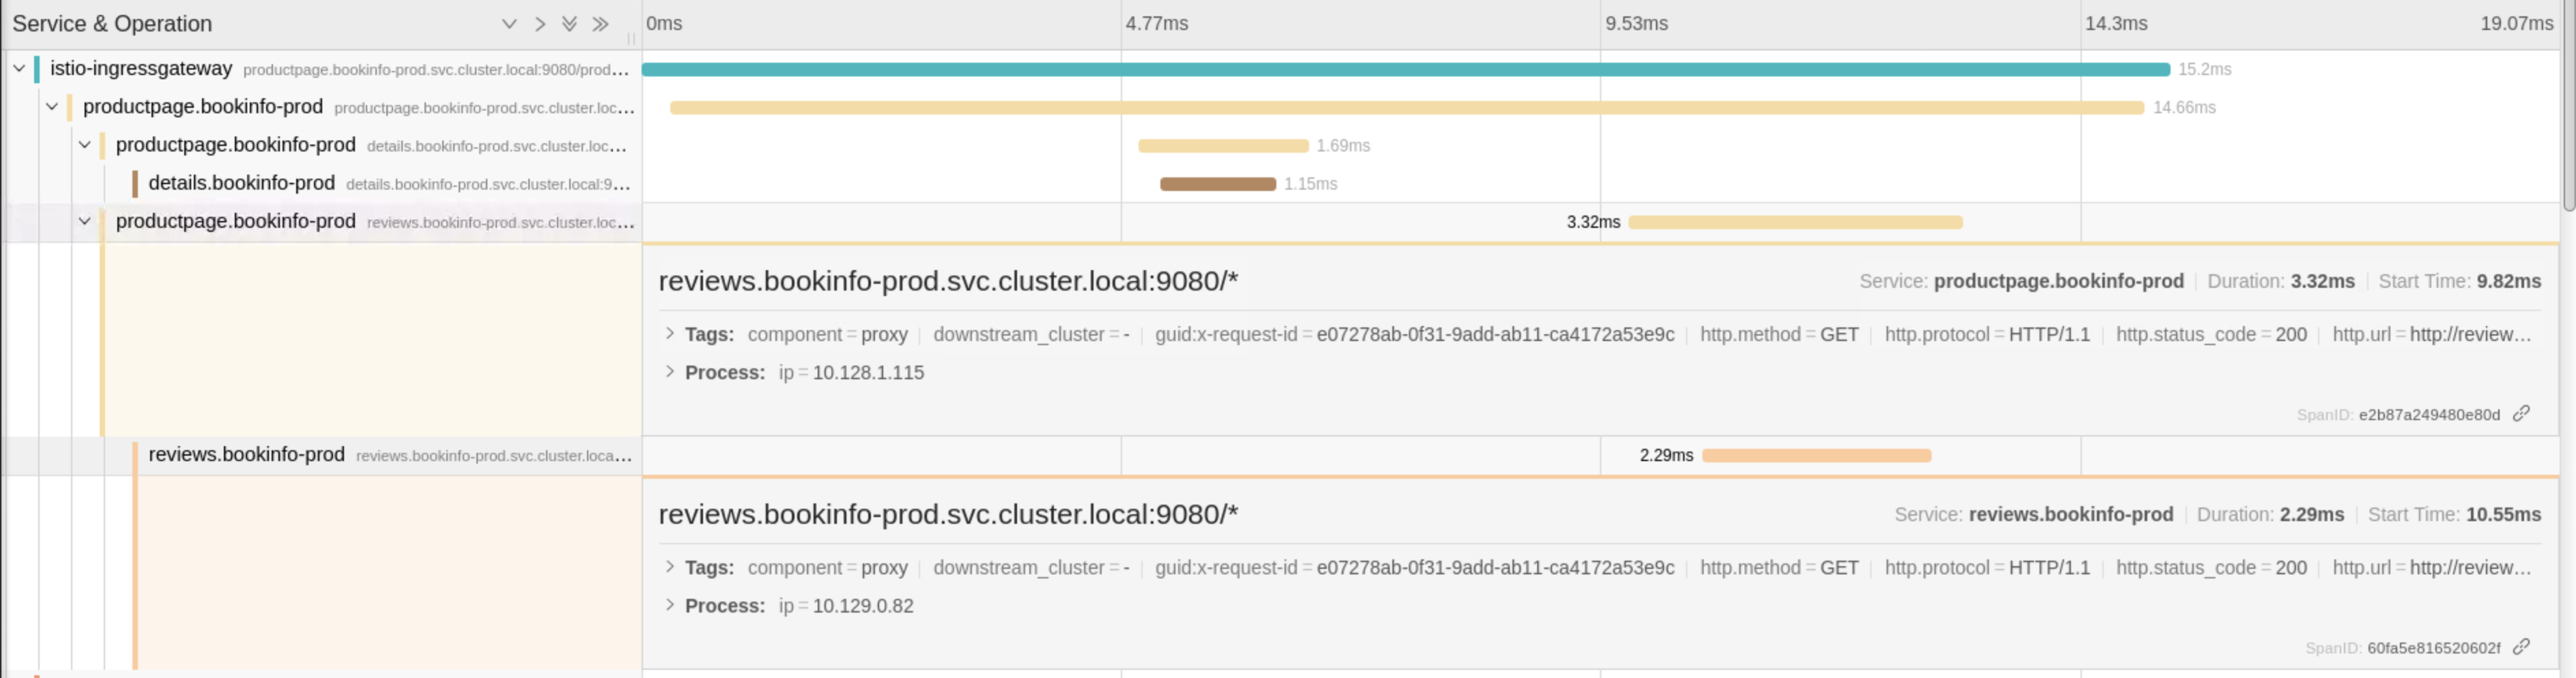 Service & Operation 0ms 4.77ms 9.53ms 14.3ms 19.07ms
istio-ingressgateway productpage.bookinfo-prod.svc.cluster.local:9080/prod... 15.2ms
productpage.bookinfo-prod productpage.bookinfo-prod.svc.cluster.loc... 14.66ms
productpage.bookinfo-prod details.bookinfo-prod.svc.cluster.loc... 1.69ms
details.bookinfo-prod details.bookinfo-prod.svc.cluster.local:9... 1.15ms
productpage.bookinfo-prod reviews.bookinfo-prod.svc.cluster.loc... 3.32ms
reviews.bookinfo-prod.svc.cluster.local:9080/* Service: productpage.bookinfo-prod | Duration: 3.32ms | Start Time: 9.82ms
Tags: component = proxy | downstream_cluster = - | guid:x-request-id = e07278ab-0f31-9add-ab11-ca4172a53e9c | http.method = GET | http.protocol = HTTP/1.1 | http.status_code = 200 | http.url = http://review...
Process: ip = 10.128.1.115
SpanID: e2b87a249480e80d
reviews.bookinfo-prod reviews.bookinfo-prod.svc.cluster.loca... 2.29ms
reviews.bookinfo-prod.svc.cluster.local:9080/* Service: reviews.bookinfo-prod | Duration: 2.29ms | Start Time: 10.55ms
Tags: component = proxy | downstream_cluster = - | guid:x-request-id = e07278ab-0f31-9add-ab11-ca4172a53e9c | http.method = GET | http.protocol = HTTP/1.1 | http.status_code = 200 | http.url = http://review...
Process: ip = 10.129.0.82
SpanID: 60fa5e816520602f